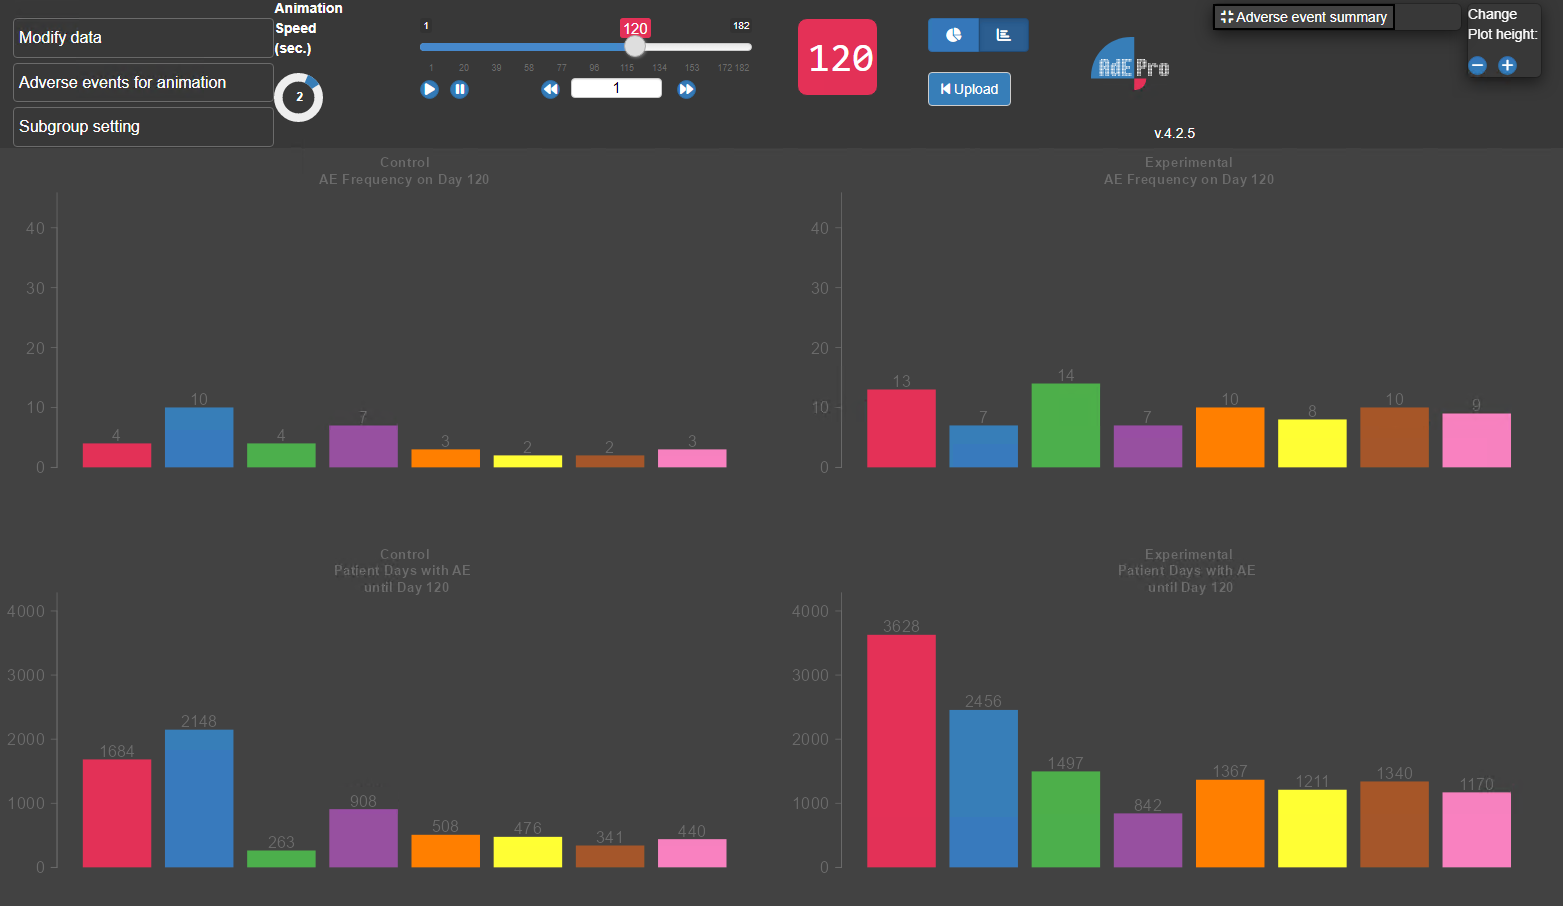 Modify data
Adverse events for animation
Subgroup setting
Animation
Speed
(sec.)
2
1
120
182
1 20 39 58 77 96 115 134 153 172 182
1
120
Upload
AdEPro
v.4.2.5
Adverse event summary
Change
Plot height:
Control
AE Frequency on Day 120
40
30
20
10
0
4
10
4
7
3
2
2
3
Experimental
AE Frequency on Day 120
40
30
20
10
0
13
7
14
7
10
8
10
9
Control
Patient Days with AE
until Day 120
4000
3000
2000
1000
0
1684
2148
263
908
508
476
341
440
Experimental
Patient Days with AE
until Day 120
4000
3000
2000
1000
0
3628
2456
1497
842
1367
1211
1340
1170